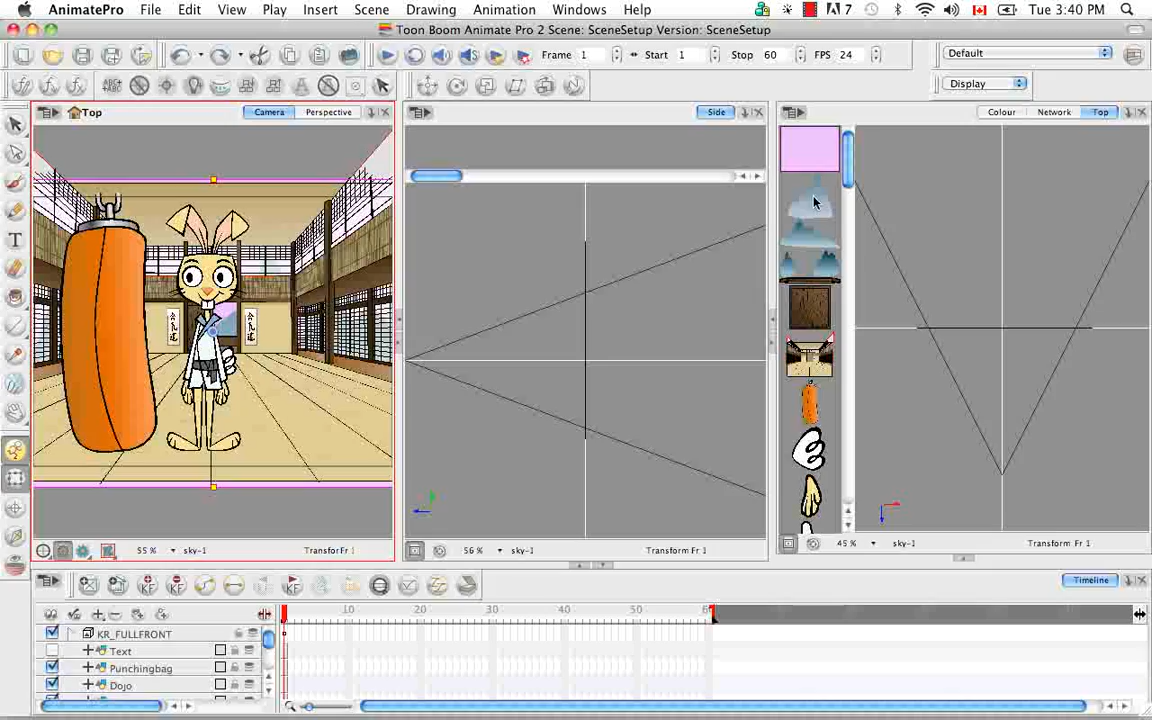 AnimatePro File Edit View Play Insert Scene Drawing Animation Windows Help 7 Tue 3:40 PM
Toon Boom Animate Pro 2 Scene: SceneSetup Version: SceneSetup
Frame 1 Start 1 Stop 60 FPS 24 Default
Display
Top Camera Perspective Side Colour Network Top
T
55 % sky-1 Transform Fr 1 56 % sky-1 Transform Fr 1 45 % sky-1 Transform Fr 1
Timeline
10 20 30 40 50
KR_FULLFRONT
Text
Punchingbag
Dojo